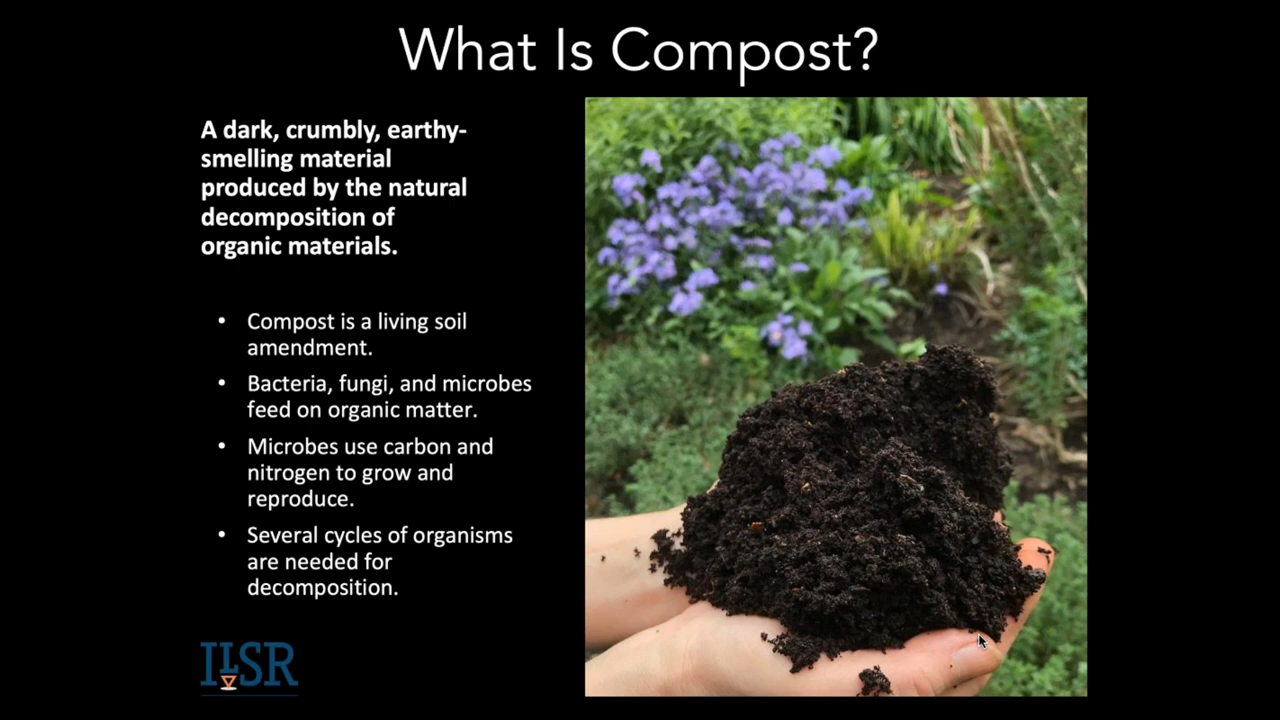 What Is Compost?
A dark, crumbly, earthy-
smelling material
produced by the natural
decomposition of
organic materials.
• Compost is a living soil
amendment.
• Bacteria, fungi, and microbes
feed on organic matter.
• Microbes use carbon and
nitrogen to grow and
reproduce.
• Several cycles of organisms
are needed for
decomposition.
ILSR